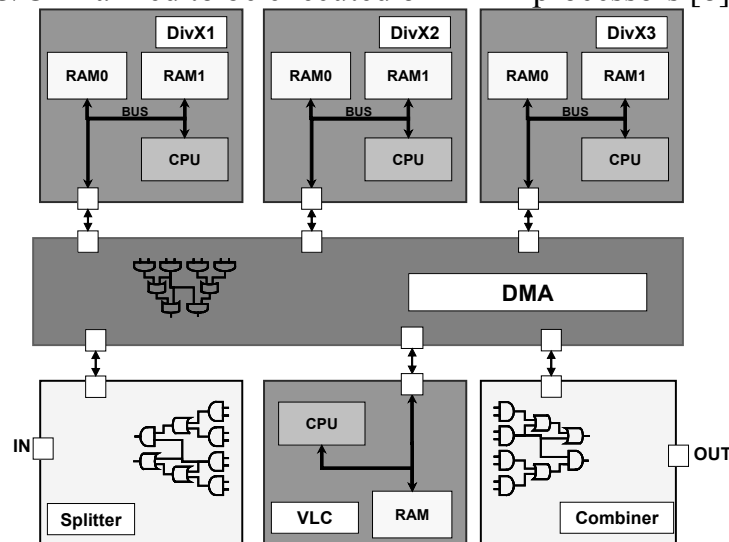 processors [
DivX1
DivX2
DivX3
RAM0
RAM1
RAM0
RAM1
RAM0
RAM1
BUS
BUS
BUS
CPU
CPU
CPU
DMA
IN
CPU
OUT
Splitter
VLC
RAM
Combiner